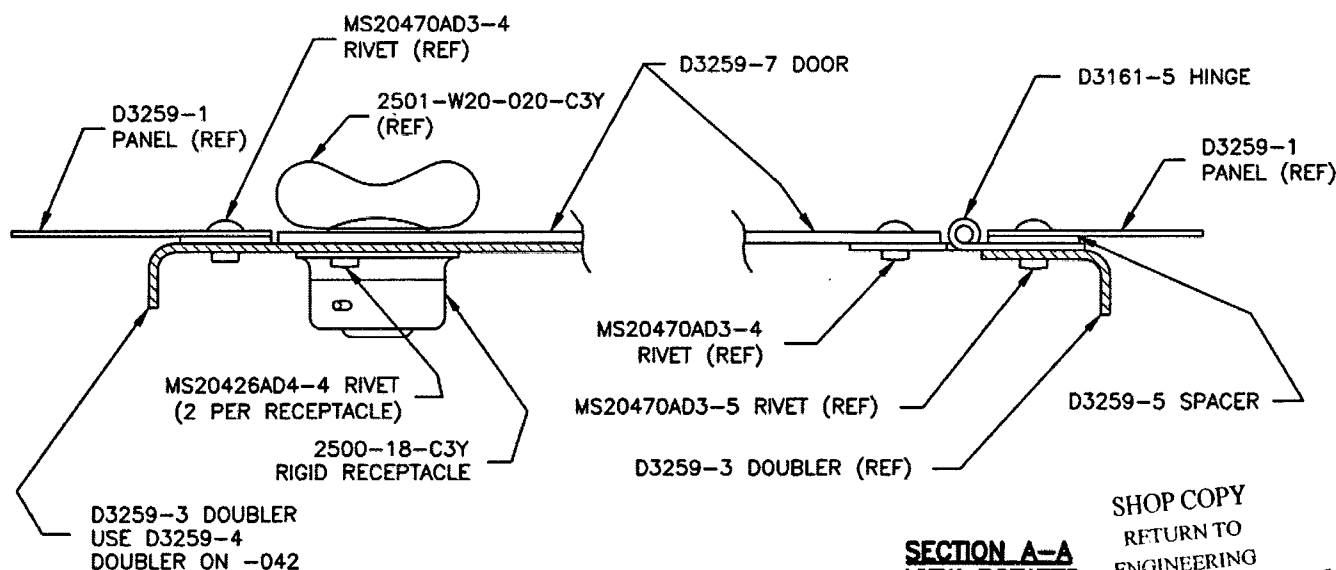 MS20470AD3-4
RIVET (REF)
D3259-7 DOOR
D3161-5 HINGE
2501-W20-020-C3Y
(REF)
D3259-1
PANEL (REF)
D3259-1
PANEL (REF)
MS20470AD3-4
RIVET (REF)
MS20426AD4-4 RIVET
(2 PER RECEPTACLE)
MS20470AD3-5 RIVET (REF)
D3259-5 SPACER
2500-18-C3Y
RIGID RECEPTACLE
D3259-3 DOUBLER (REF)
D3259-3 DOUBLER
USE D3259-4
DOUBLER ON -042
SECTION A-A
SHOP COPY
RETURN TO
ENGINEERING